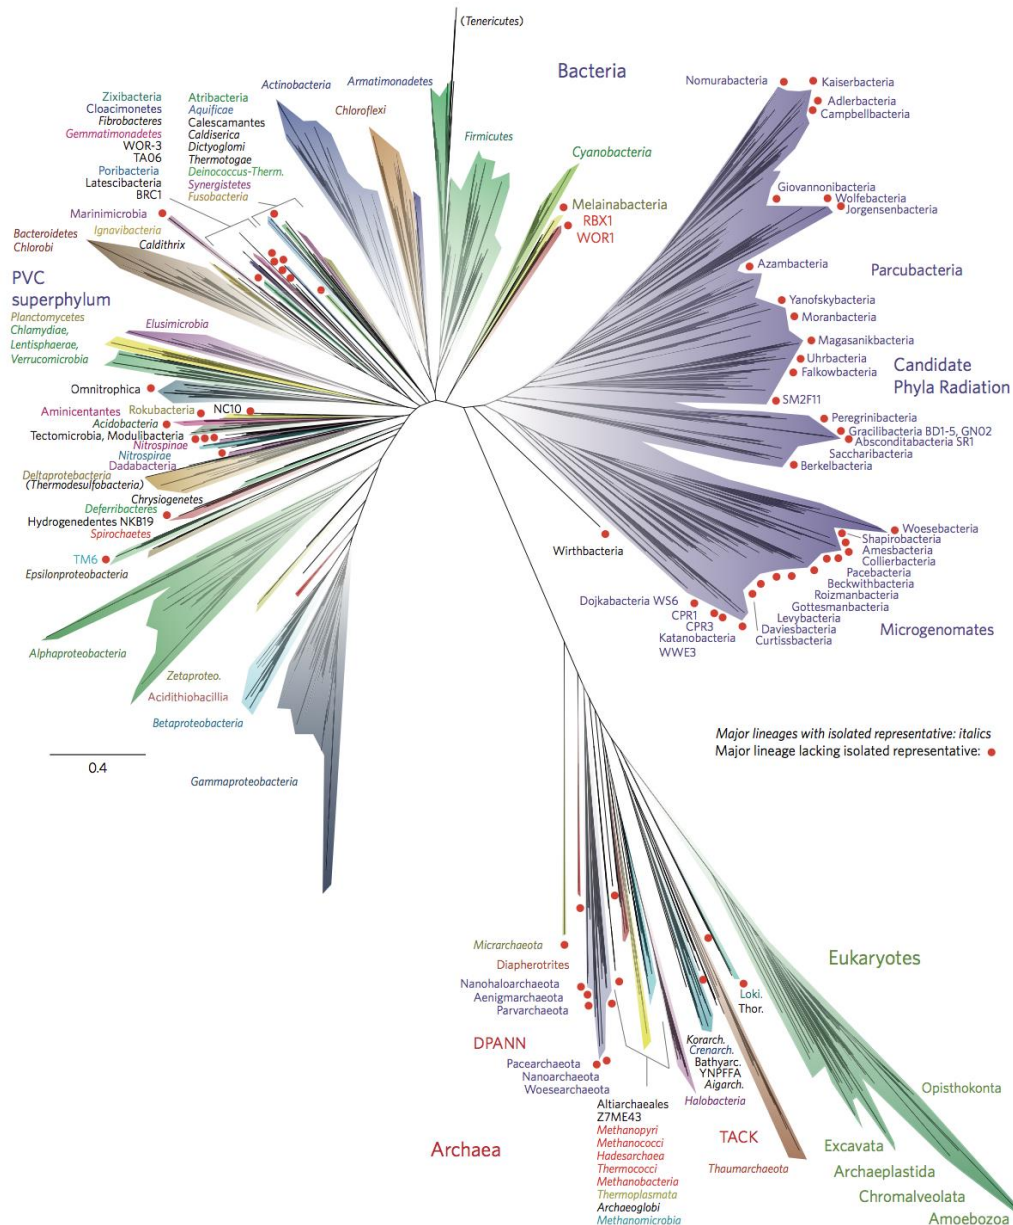 (Tenericutes)
Bacteria
Actinobacteria
Armatimonadetes
Chloroflexi
Firmicutes
Cyanobacteria
Melainabacteria
RBX1
WOR1
Zixibacteria
Cloacimonetes
Fibrobacteres
Gemmatimonadetes
WOR-3
TA06
Poribacteria
Latescibacteria
BRC1
Atribacteria
Aquificae
Calescamantes
Caldiserica
Dictyoglomi
Thermotogae
Deinococcus-Therm.
Synergistetes
Fusobacteria
Marinimicrobia
Ignavibacteria
Bacteroidetes
Chlorobi
Caldithrix
PVC
superphylum
Planctomycetes
Chlamydiae,
Lentisphaerae,
Verrucomicrobia
Elusimicrobia
Omnitrophica
Aminicentantes
Rokubacteria
NC10
Acidobacteria
Tectomicrobia, Modulibacteria
Nitrospinae
Nitrospirae
Dadabacteria
Deltaprotebacteria
(Thermodesulfobacteria)
Chrysiogenetes
Deferribacteres
Hydrogenedentes NKB19
Spirochaetes
TM6
Epsilonproteobacteria
Alphaproteobacteria
Zetaproteo.
Acidithiobacillia
Betaproteobacteria
Gammaproteobacteria
0.4
Nomurabacteria
Kaiserbacteria
Adlerbacteria
Campbellbacteria
Giovannonibacteria
Wolfebacteria
Jorgensenbacteria
Azambacteria
Parcubacteria
Yanofskybacteria
Moranbacteria
Magasanikbacteria
Uhrbacteria
Falkowbacteria
Candidate
Phyla Radiation
SM2F11
Peregrinibacteria
Gracilibacteria BD1-5, GN02
Absconditabacteria SR1
Saccharibacteria
Berkelbacteria
Woesebacteria
Shapirobacteria
Amesbacteria
Collierbacteria
Pacebacteria
Beckwithbacteria
Roizmanbacteria
Gottesmanbacteria
Levybacteria
Daviesbacteria
Curtissbacteria
Microgenomates
Wirthbacteria
Dojkabacteria WS6
CPR1
CPR3
Katanobacteria
WWE3
Major lineages with isolated representative: italics
Major lineage lacking isolated representative:
Micrarchaeota
Diapherotrites
Nanohaloarchaeota
Aenigmarchaeota
Parvarchaeota
DPANN
Pacearchaeota
Nanoarchaeota
Woesearchaeota
Archaea
Altiarchaeales
Z7ME43
Methanopyri
Methanococci
Hadesarchaea
Thermococci
Methanobacteria
Thermoplasmata
Archaeoglobi
Methanomicrobia
Halobacteria
Korarch.
Crenarch.
Bathyarc.
YNPFFA
Aigarch.
TACK
Thaumarchaeota
Loki.
Thor.
Eukaryotes
Opisthokonta
Excavata
Archaeplastida
Chromalveolata
Amoebozoa